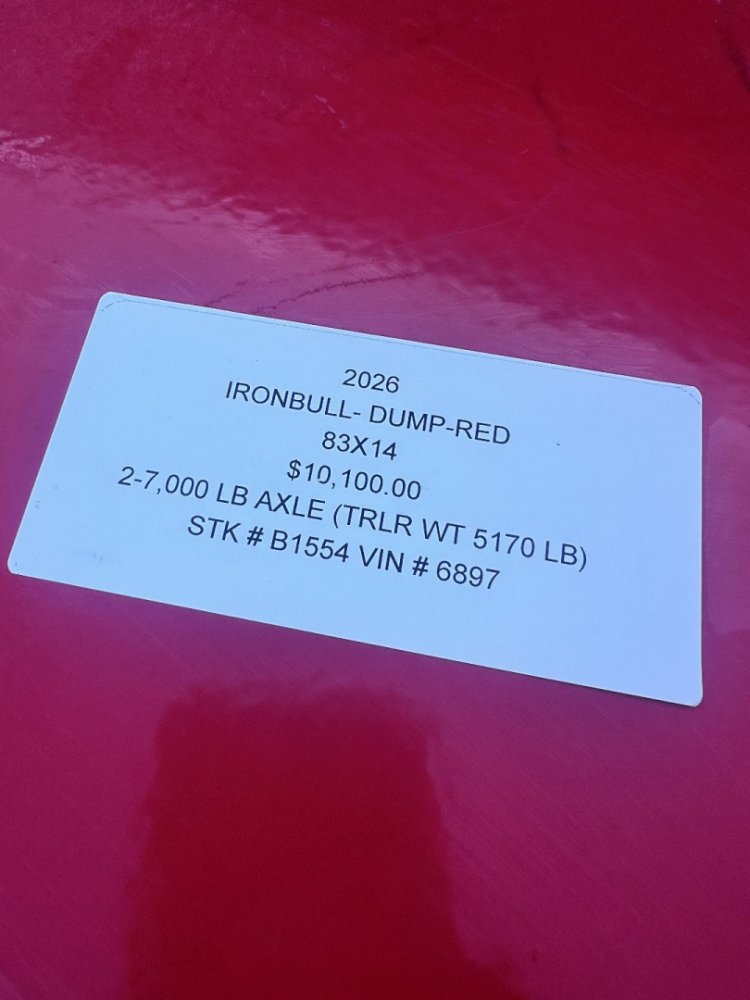 2026
IRONBULL- DUMP-RED
83X14
$10,100.00
2-7,000 LB AXLE (TRLR WT 5170 LB)
STK # B1554 VIN # 6897